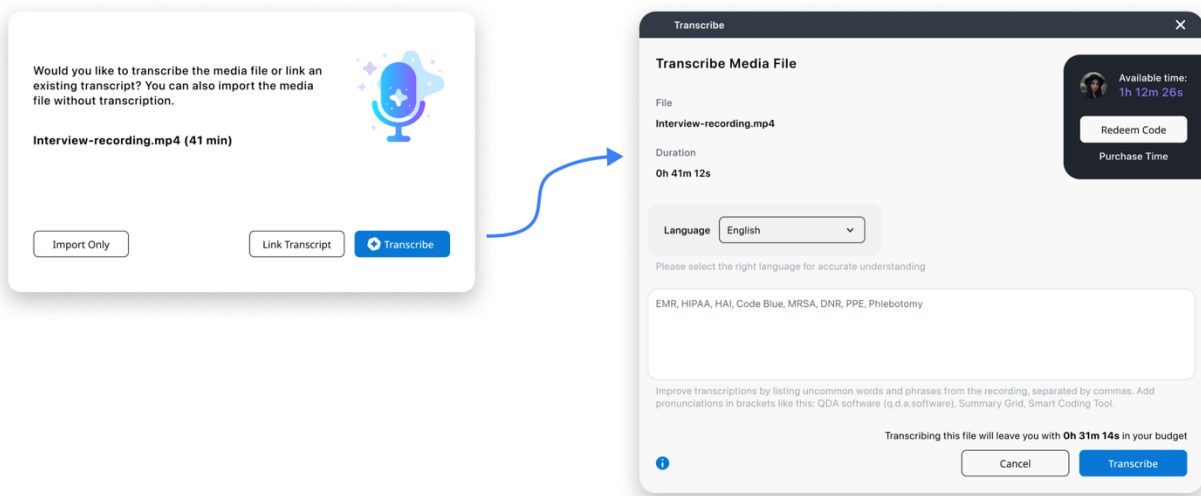 Would you like to transcribe the media file or link an
existing transcript? You can also import the media
file without transcription.
Interview-recording.mp4 (41 min)
Import Only
Link Transcript
Transcribe
Transcribe
Transcribe Media File
File
Interview-recording.mp4
Duration
0h 41m 12s
Available time:
1h 12m 26s
Redeem Code
Purchase Time
Language
English
Please select the right language for accurate understanding
EMR, HIPAA, HAI, Code Blue, MRSA, DNR, PPE, Phlebotomy
Improve transcriptions by listing uncommon words and phrases from the recording, separated by commas. Add
pronunciations in brackets like this: QDA software (q.d.a.software), Summary Grid, Smart Coding Tool.
Transcribing this file will leave you with 0h 31m 14s in your budget
Cancel
Transcribe